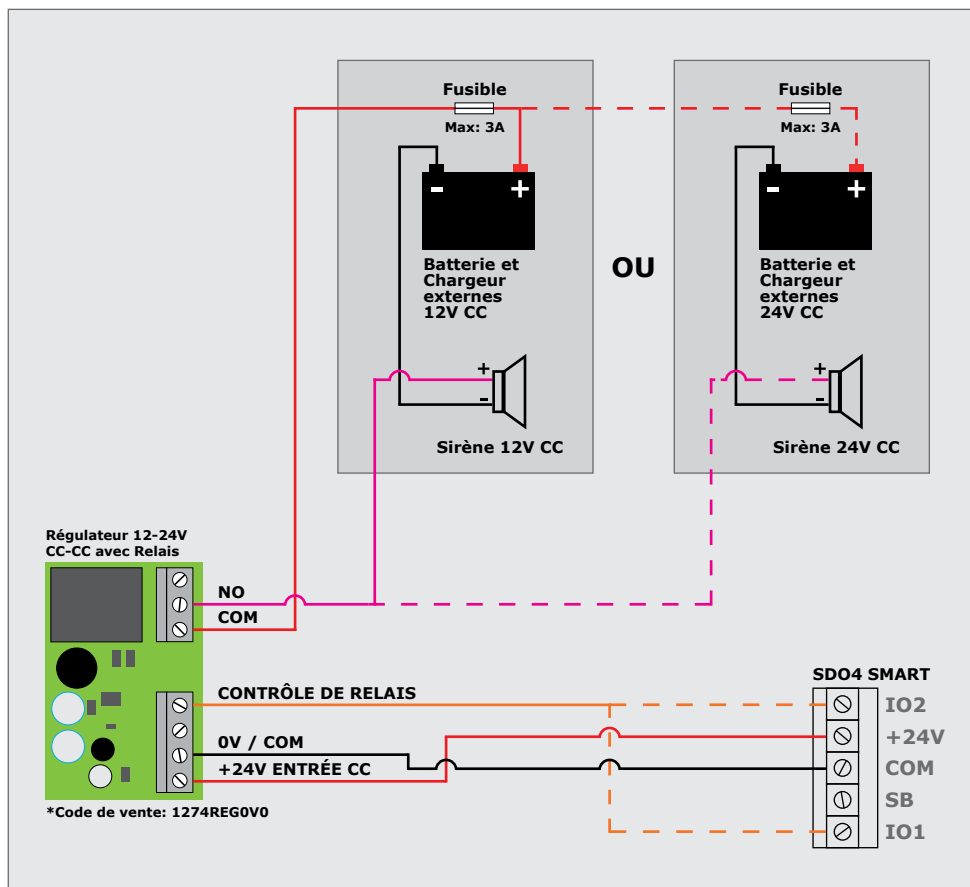 Fusible
Max: 3A
-
+
Batterie et
Chargeur
externes
12V CC
+
-
Sirène 12V CC
OU
Fusible
Max: 3A
-
+
Batterie et
Chargeur
externes
24V CC
+
-
Sirène 24V CC
Régulateur 12-24V
CC-CC avec Relais
NO
COM
CONTRÔLE DE RELAIS
0V / COM
+24V ENTRÉE CC
*Code de vente: 1274REG0V0
SDO4 SMART
IO2
+24V
COM
SB
IO1